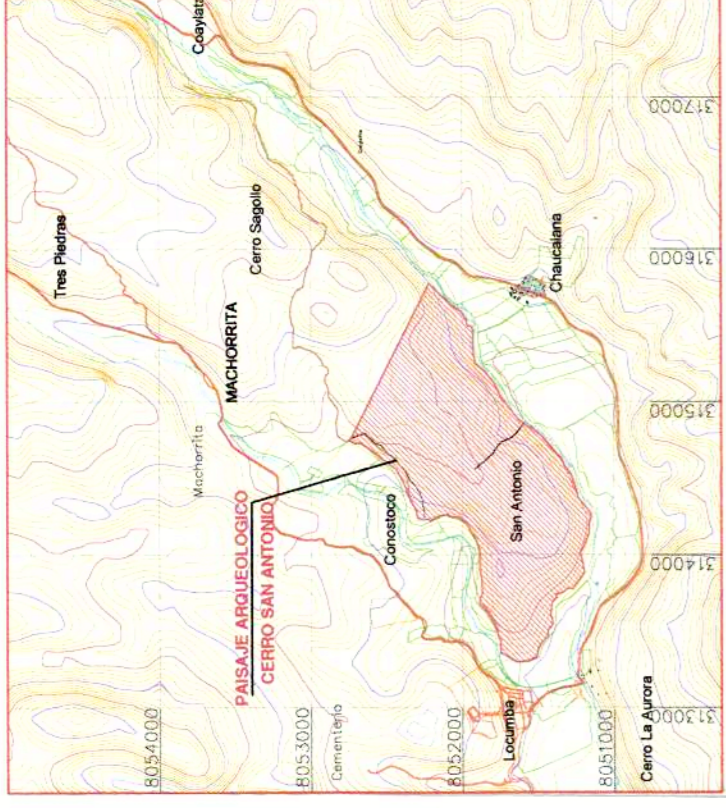 Coaylata
Tres Piedras
Cerro Sagollo
MACHORRITA
Machorrita
PAISAJE ARQUEOLOGICO
CERRO SAN ANTONIO
Conostoco
San Antonio
Chaucalana
Locumba
Cementerio
Cerro La Aurora
8054000
8053000
8052000
8051000
313000
314000
315000
316000
317000